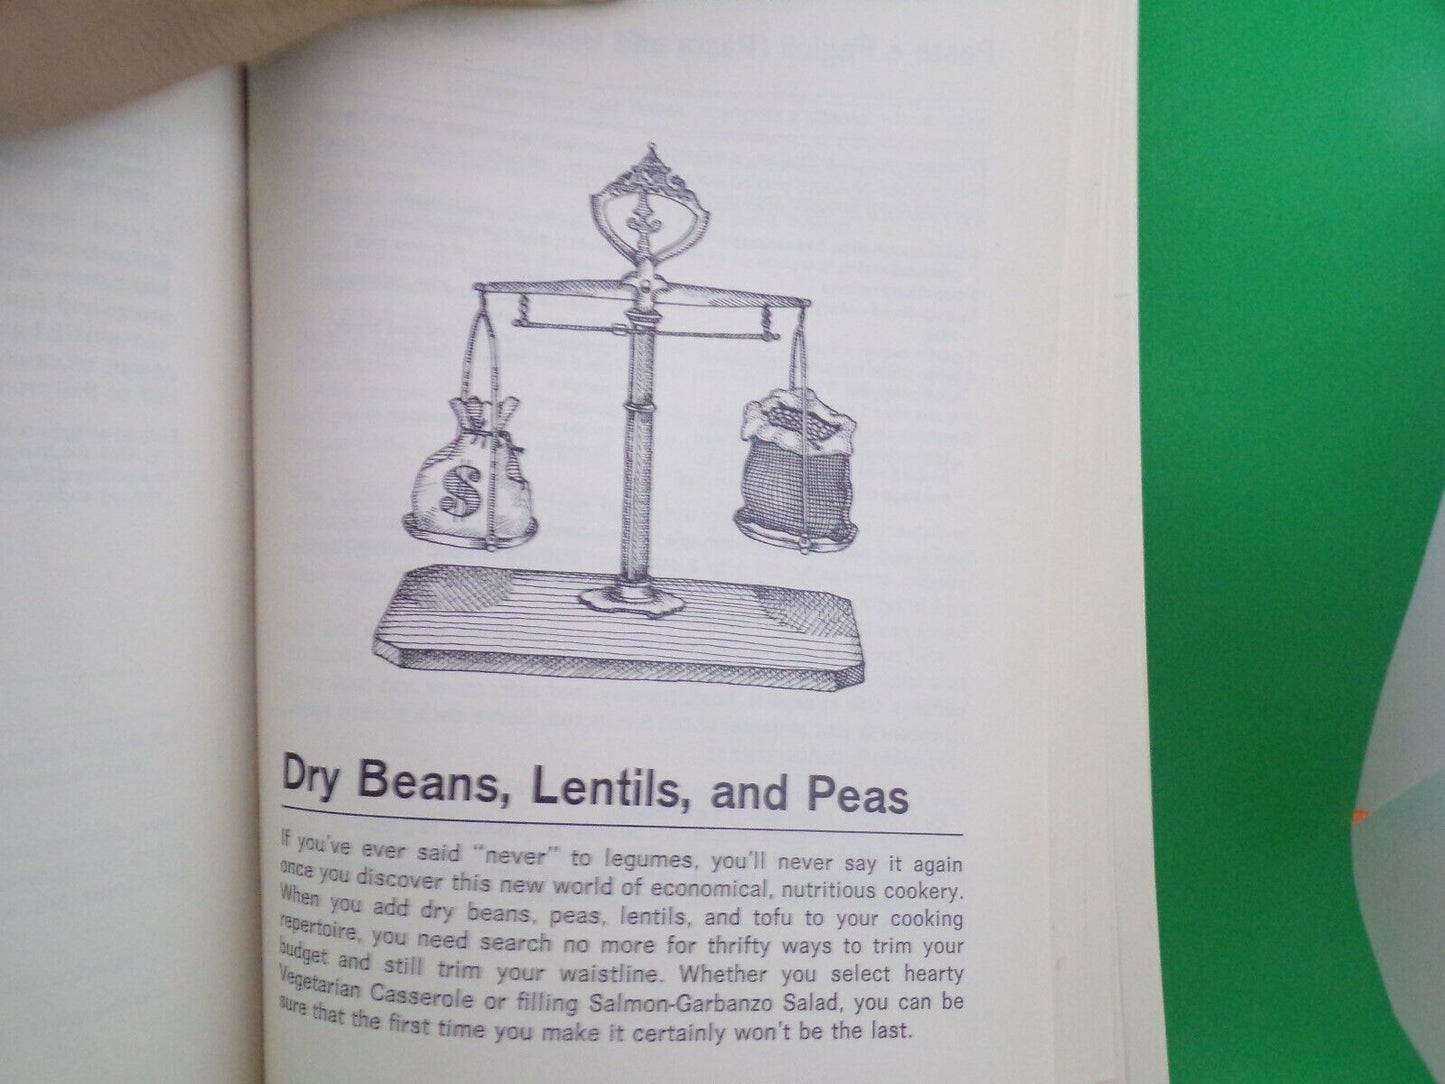 $
Dry Beans, Lentils, and Peas
If you've ever said "never" to legumes, you'll never say it again
once you discover this new world of economical, nutritious cookery.
When you add dry beans, peas, lentils, and tofu to your cooking
repertoire, you need search no more for thrifty ways to trim your
budget and still trim your waistline. Whether you select hearty
Vegetarian Casserole or filling Salmon-Garbanzo Salad, you can be
sure that the first time you make it certainly won't be the last.